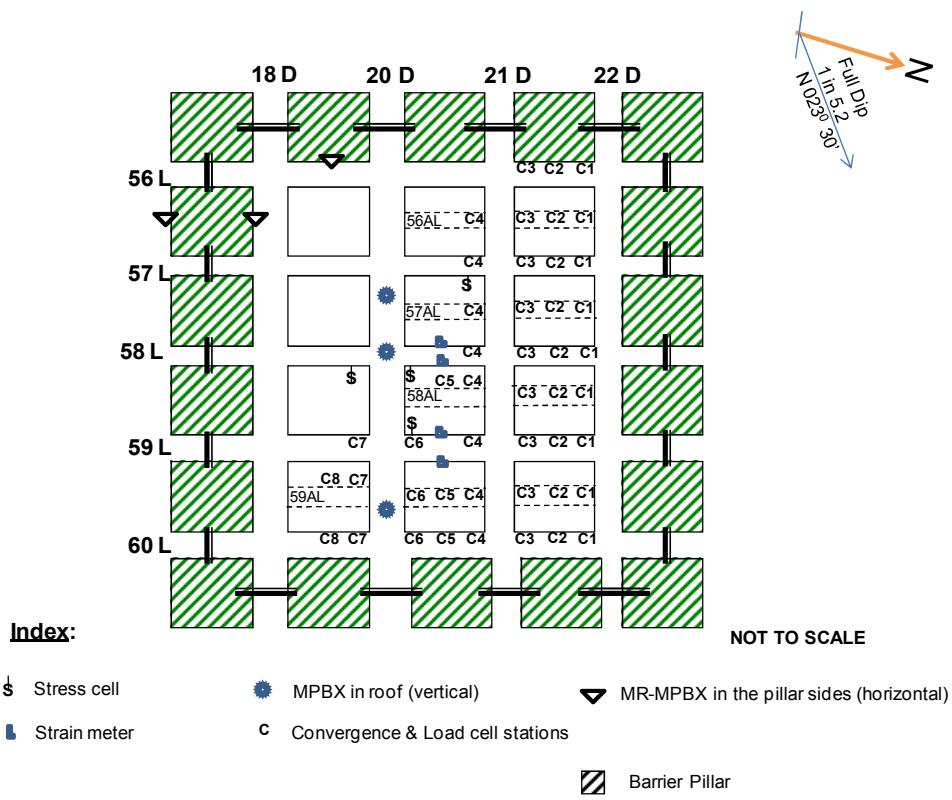 18 D 20 D 21 D 22 D
N
Full Dip
1 in 5.2
N 023⁰ 30'
C3 C2 C1
56 L
56AL C4 C3 C2 C1
C4 C3 C2 C1
57 L
$
57AL C4 C3 C2 C1
58 L C4 C3 C2 C1
$ $ C5 C4
58AL C3 C2 C1
$
59 L C7 C6 C4 C3 C2 C1
C8 C7
59AL C6 C5 C4 C3 C2 C1
60 L C8 C7 C6 C5 C4 C3 C2 C1
Index:
NOT TO SCALE
$ Stress cell
MPBX in roof (vertical)
MR-MPBX in the pillar sides (horizontal)
Strain meter
C Convergence & Load cell stations
Barrier Pillar